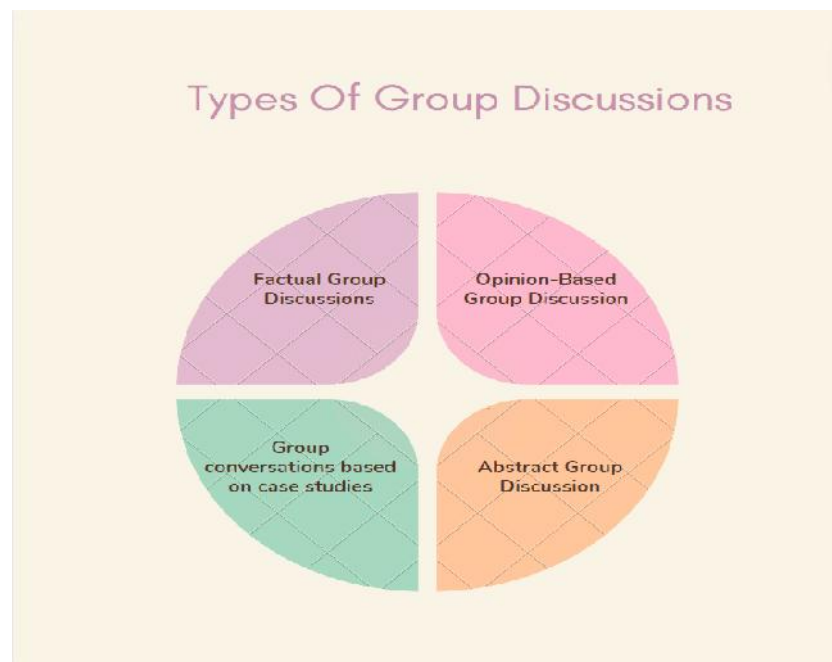 Types Of Group Discussions
Factual Group
Discussions
Opinion-Based
Group Discussion
Group
conversations based
on case studies
Abstract Group
Discussion